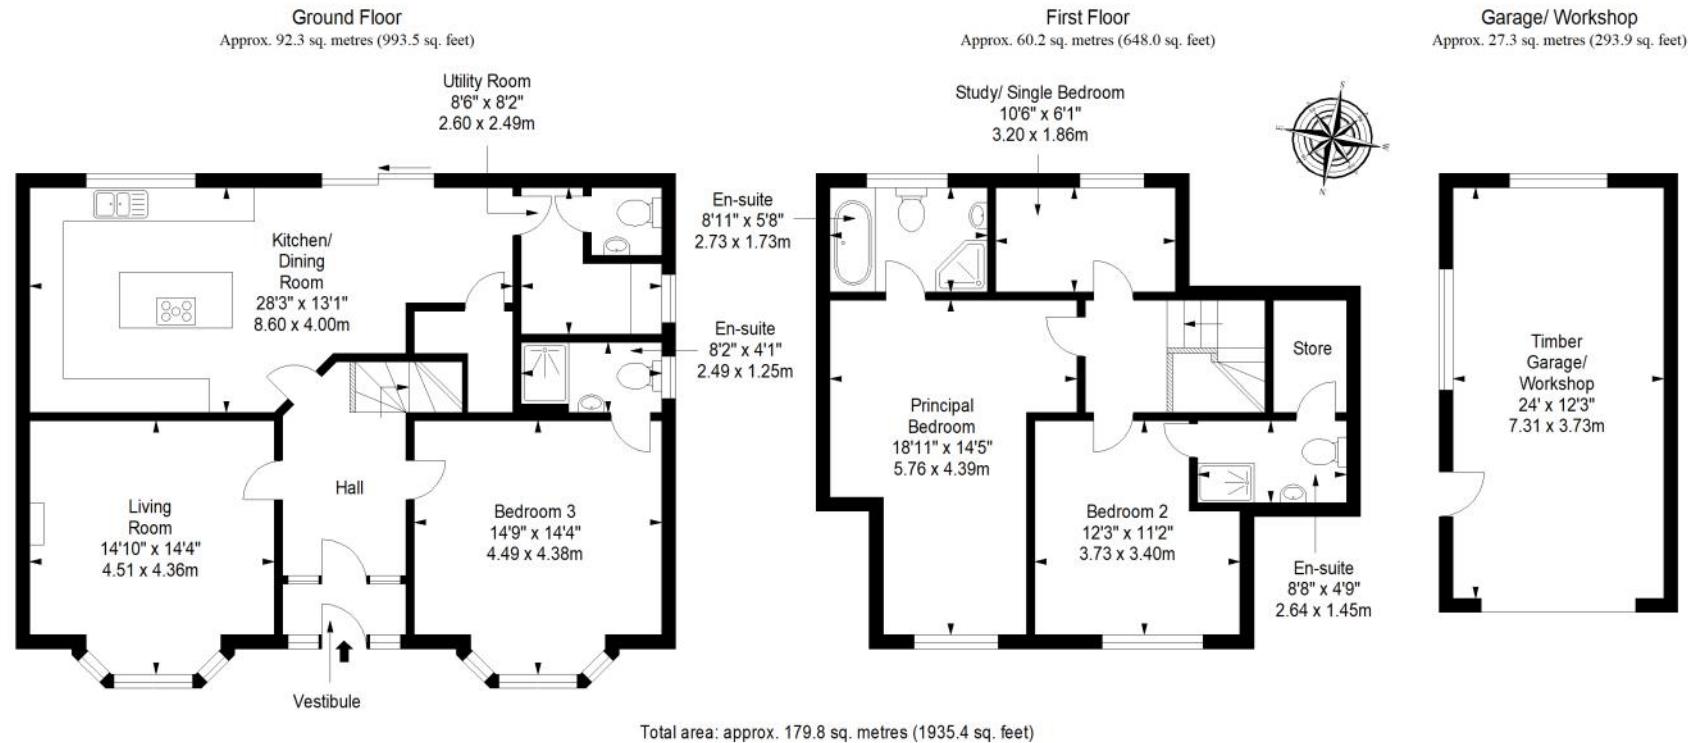 Ground Floor
Approx. 92.3 sq. metres (993.5 sq. feet)
Utility Room
8'6" x 8'2"
2.60 x 2.49m
Kitchen/
Dining
Room
28'3" x 13'1"
8.60 x 4.00m
En-suite
8'2" x 4'1"
2.49 x 1.25m
Living
Room
14'10" x 14'4"
4.51 x 4.36m
Hall
Bedroom 3
14'9" x 14'4"
4.49 x 4.38m
Vestibule
First Floor
Approx. 60.2 sq. metres (648.0 sq. feet)
Study/ Single Bedroom
10'6" x 6'1"
3.20 x 1.86m
En-suite
8'11" x 5'8"
2.73 x 1.73m
Store
Principal
Bedroom
18'11" x 14'5"
5.76 x 4.39m
Bedroom 2
12'3" x 11'2"
3.73 x 3.40m
En-suite
8'8" x 4'9"
2.64 x 1.45m
S
E
W
N
Garage/ Workshop
Approx. 27.3 sq. metres (293.9 sq. feet)
Timber
Garage/
Workshop
24' x 12'3"
7.31 x 3.73m
Total area: approx. 179.8 sq. metres (1935.4 sq. feet)